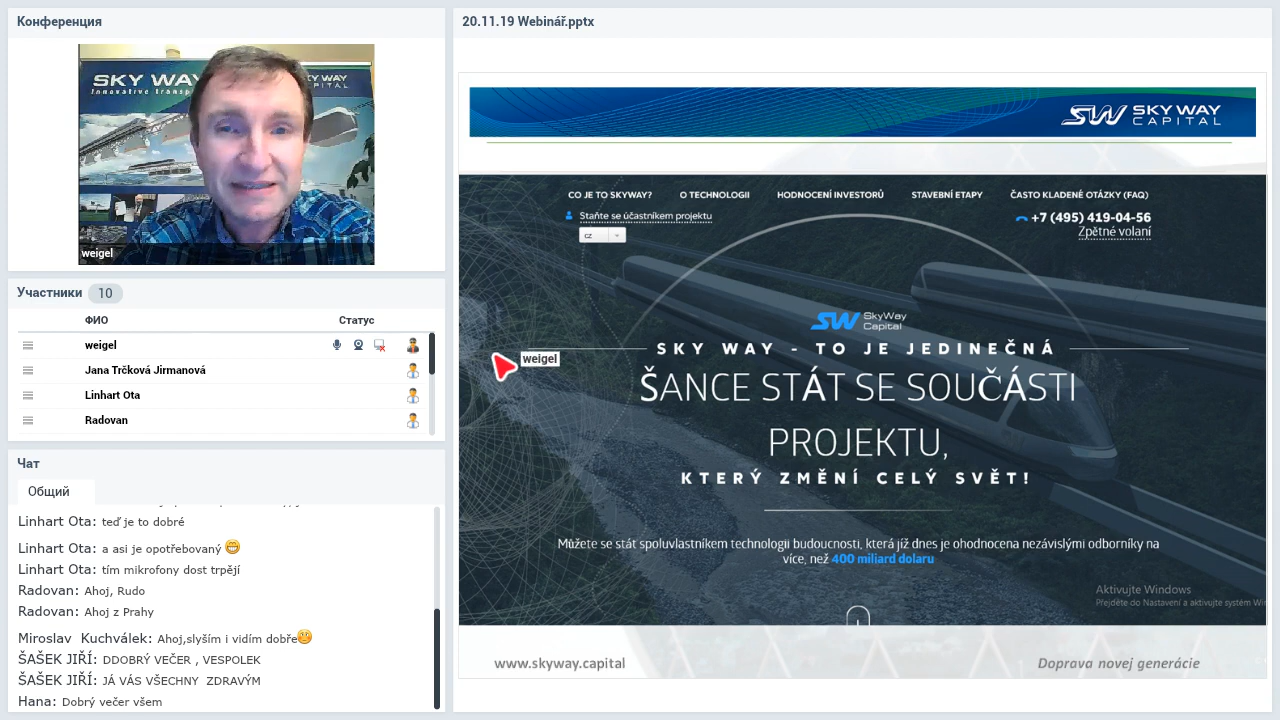 Конференция
SKY WAY
Innovative transp
SKY WAY
CAPITAL
weigel
Участники 10
ФИО Статус
weigel
Jana Trčková Jirmanová
Linhart Ota
Radovan
Чат
Общий
Linhart Ota: teď je to dobré
Linhart Ota: a asi je opotřebovaný
Linhart Ota: tím mikrofony dost trpějí
Radovan: Ahoj, Rudo
Radovan: Ahoj z Prahy
Miroslav Kuchválek: Ahoj,slyším i vidím dobře
ŠAŠEK JIŘÍ: DDOBRÝ VEČER , VESPOLEK
ŠAŠEK JIŘÍ: JÁ VÁS VŠECHNY ZDRAVÝM
Hana: Dobrý večer všem
20.11.19 Webinář.pptx
SW SKY WAY
CAPITAL
CO JE TO SKYWAY? O TECHNOLOGII HODNOCENÍ INVESTORŮ STAVEBNÍ ETAPY ČASTO KLADENÉ OTÁZKY (FAQ)
Staňte se účastníkem projektu +7 (495) 419-04-56
cz Zpětné volaní
SW SkyWay
Capital
weigel
SKY WAY - TO JE JEDINEČNÁ
ŠANCE STÁT SE SOUČÁSTI
PROJEKTU,
KTERÝ ZMĚNÍ CELÝ SVĚT!
Můžete se stát spoluvlastníkem technologii budoucnosti, která již dnes je ohodnocena nezávislými odborníky na
více, než 400 miliard dolaru
Aktivujte Windows
Přejděte do Nastavení a aktivujte systém Win
www.skyway.capital Doprava novej generácie